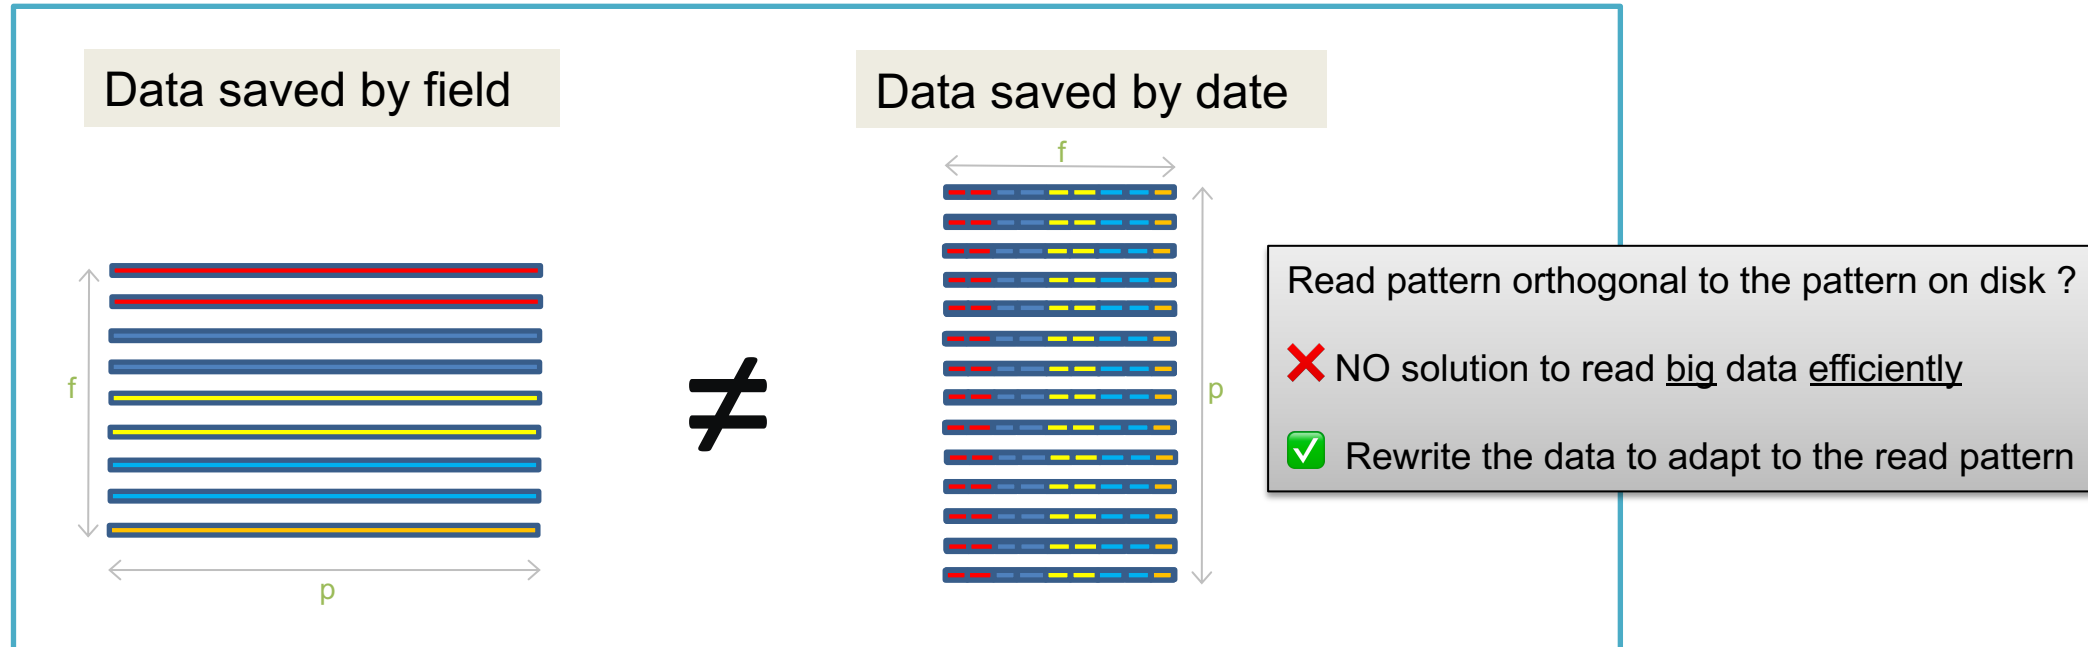 Data saved by field
Data saved by date
f
f
p
p
≠
Read pattern orthogonal to the pattern on disk ?
❌ NO solution to read big data efficiently
✅ Rewrite the data to adapt to the read pattern